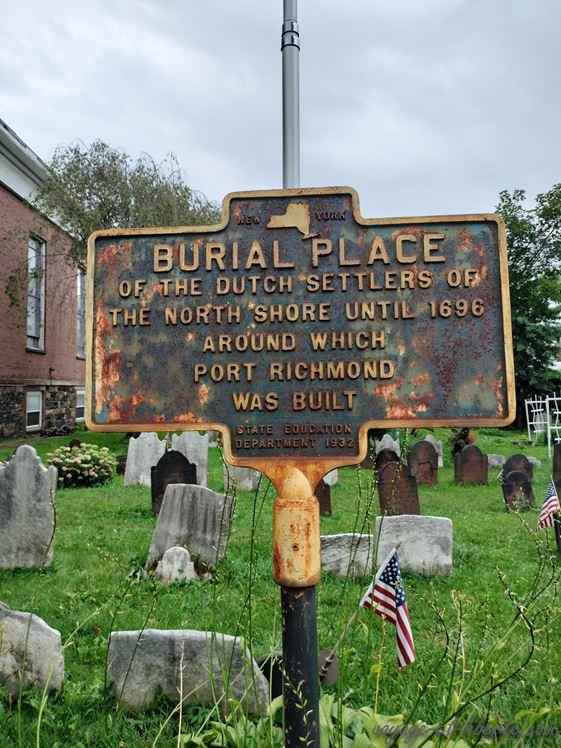 NEW YORK
BURIAL PLACE
OF THE DUTCH SETTLERS OF
THE NORTH SHORE UNTIL 1696
AROUND WHICH
PORT RICHMOND
WAS BUILT
STATE EDUCATION
DEPARTMENT 1932